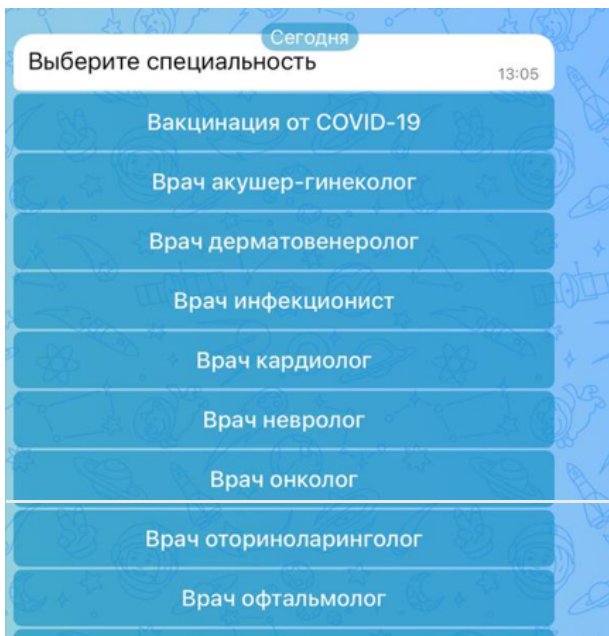 Сегодня
Выберите специальность
13:05
Вакцинация от COVID-19
Врач акушер-гинеколог
Врач дерматовенеролог
Врач инфекционист
Врач кардиолог
Врач невролог
Врач онколог
Врач оториноларинголог
Врач офтальмолог